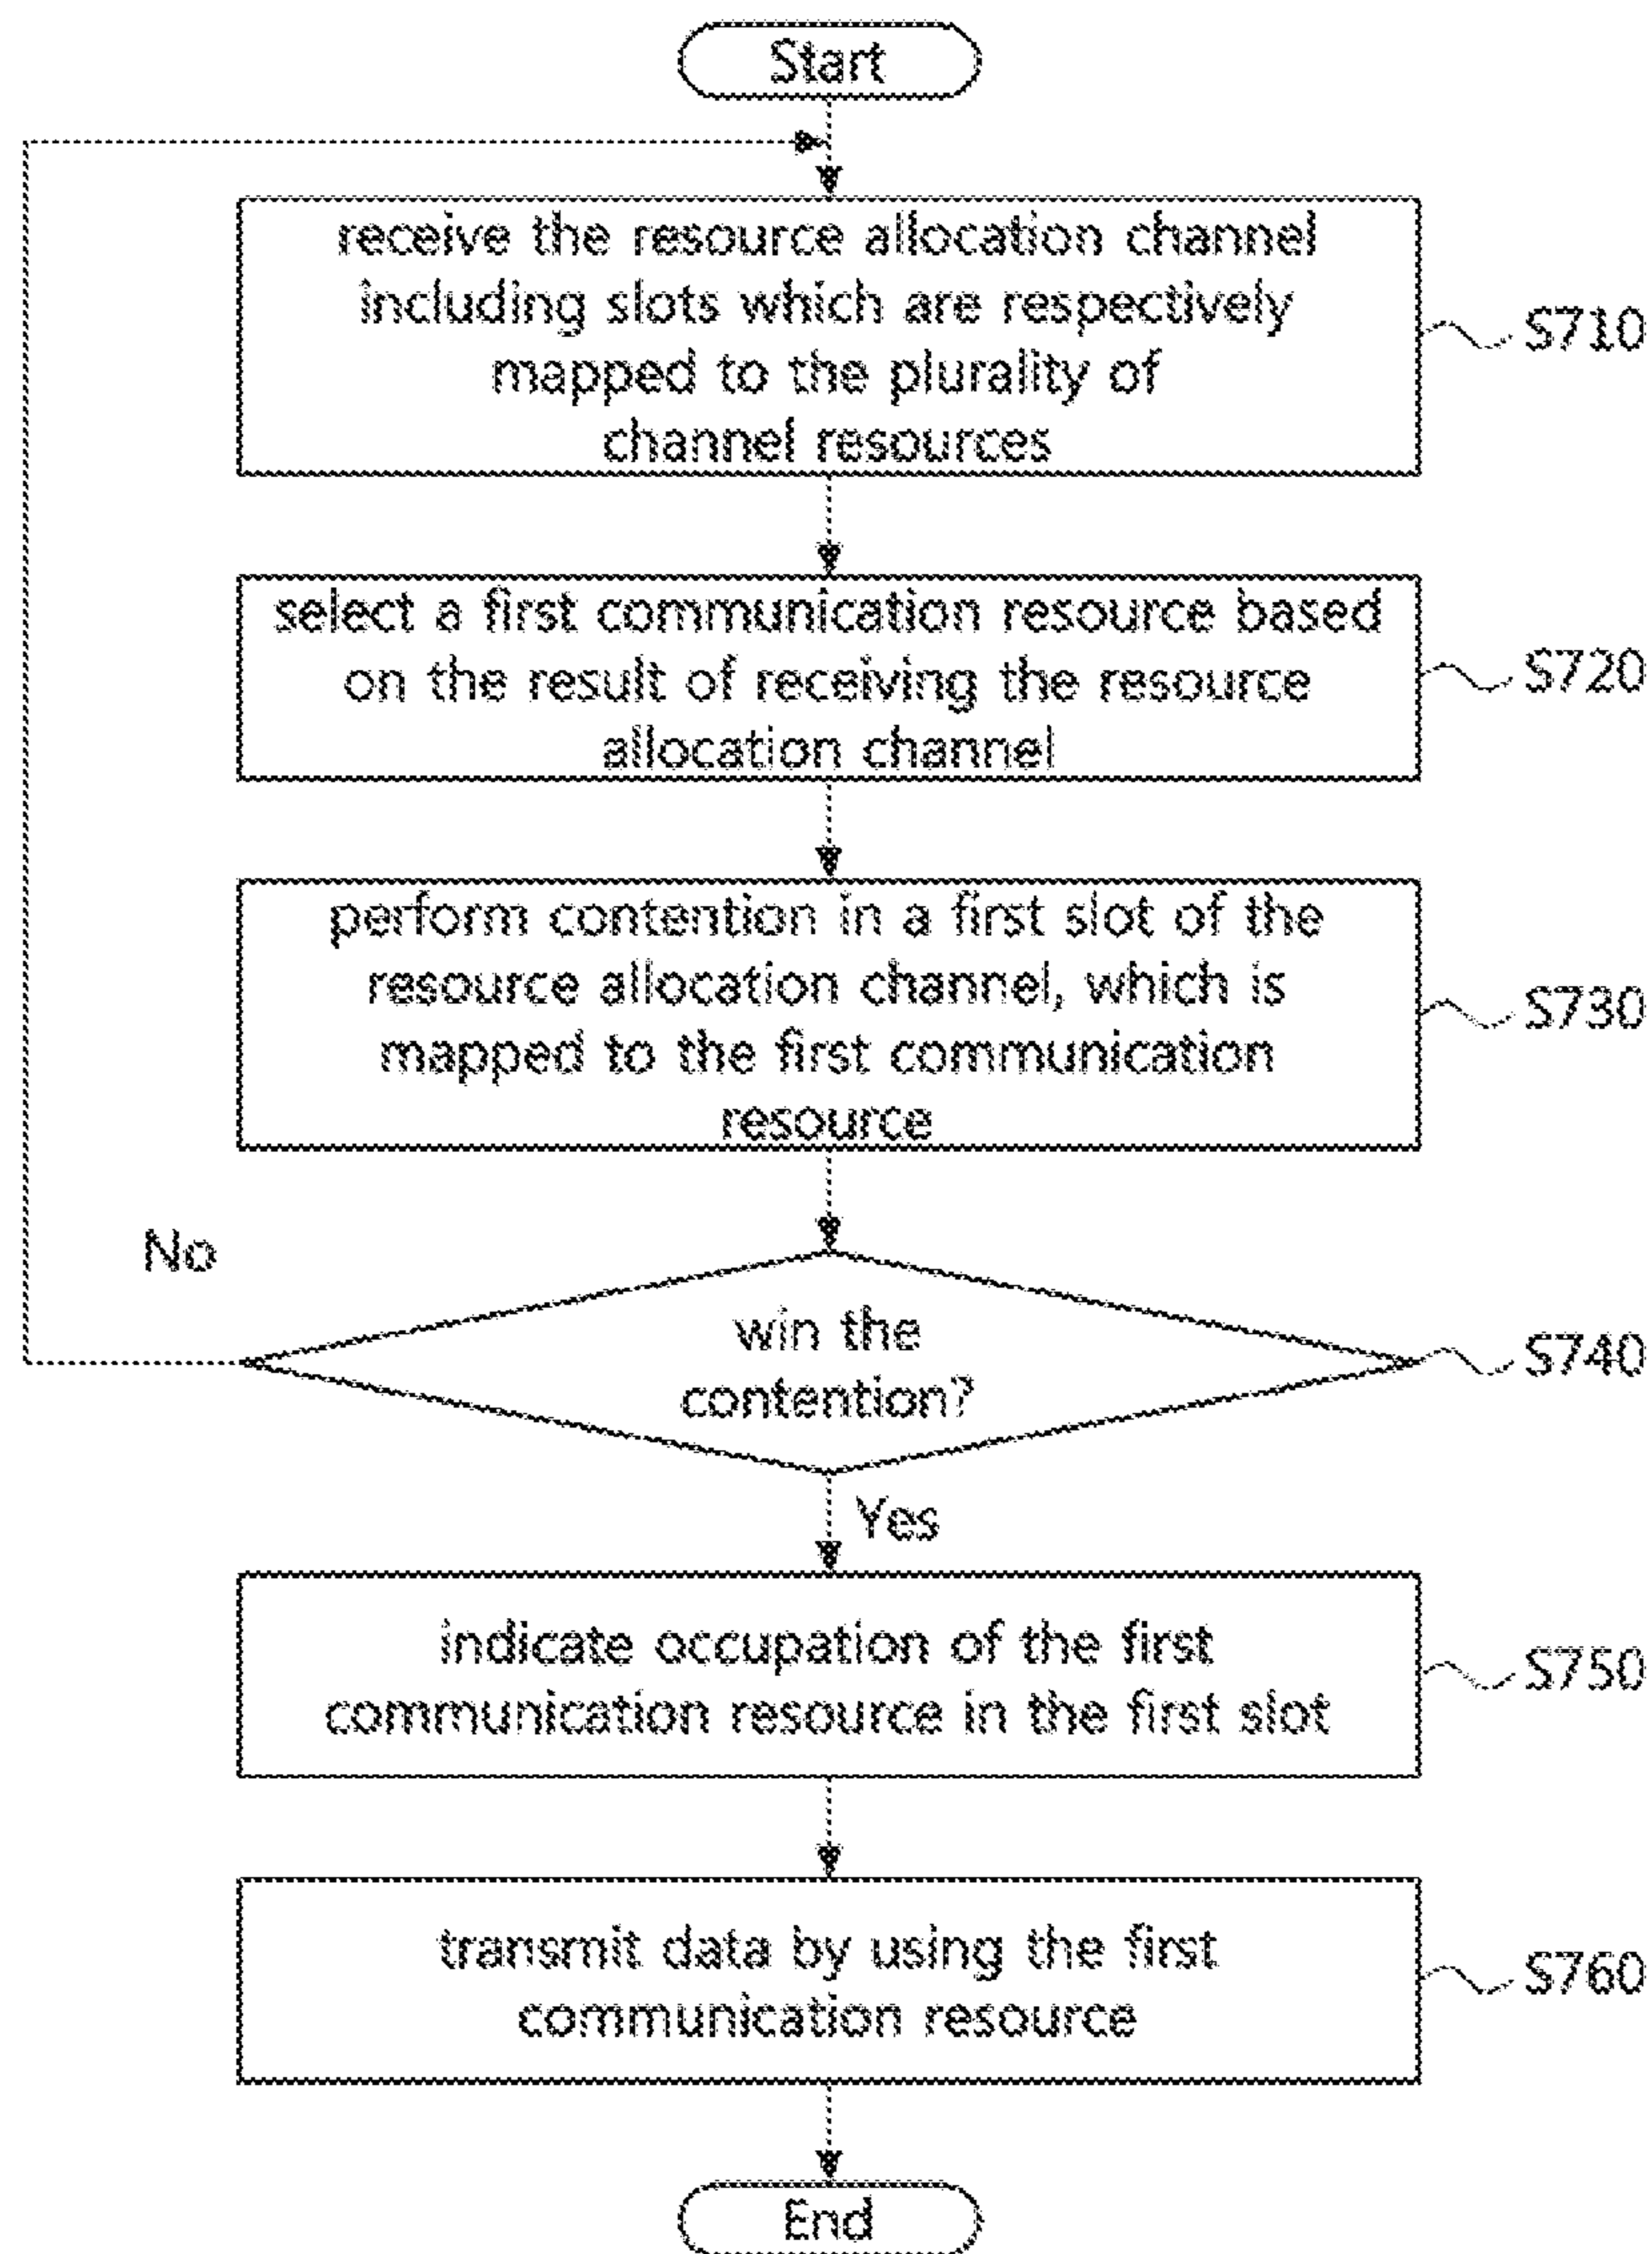 Start
receive the resource allocation channel
including slots which are respectively
mapped to the plurality of
channel resources
S710
select a first communication resource based
on the result of receiving the resource
allocation channel
S720
perform contention in a first slot of the
resource allocation channel, which is
mapped to the first communication
resource
S730
No
win the
contention?
S740
Yes
indicate occupation of the first
communication resource in the first slot
S750
transmit data by using the first
communication resource
S760
End